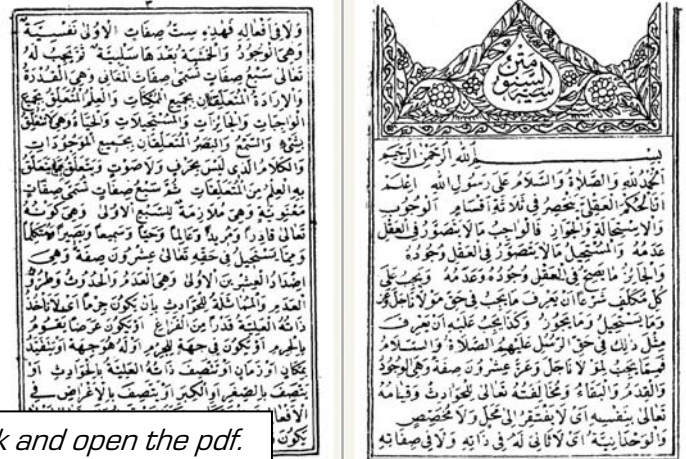 متن
السنوسية
بســم الله الرحمن الرحيم
الحمد لله والصلاة والسلام على رسول الله اعلم
ان الحكم العقلي ينحصر في ثلاثة اقسام الوجوب
والاستحالة والجواز فالواجب ما لا يتصور في العقل
عدمه والمستحيل ما لا يتصور في العقل وجوده
والجائز ما يصح في العقل وجوده وعدمه ويجب على
كل مكلف شرعا ان يعرف ما يجب في حق مولانا جل وعز
وما يستحيل وما يجوز وكذا يجب عليه ان يعرف
مثل ذلك في حق الرسل عليهم الصلاة والسلام
فمما يجب لمولانا جل وعز عشرون صفة وهي الوجود
والقدم والبقاء ومخالفته تعالى للحوادث وقيامه
تعالى بنفسه اى لا يفتقر الى محل ولا مخصص
والوحدانية اى لا ثانى له في ذاته ولا في صفاته
٣
ولا في افعاله فهذه ست صفات الاولى نفسية
وهي الوجود والخمسة بعدها سلبية ثم يجب له
تعالى سبع صفات تسمى صفات المعاني وهي القدرة
والارادة المتعلقان بجميع الممكنات والعلم المتعلق بجميع
الواجبات والجائزات والمستحيلات والحياة وهي لا تتعلق
بشىء والسمع والبصر المتعلقان بجميع الموجودات
والكلام الذى ليس بحرف ولا صوت ويتعلق بما يتعلق
به العلم من المتعلقات ثم سبع صفات تسمى صفات
معنوية وهي ملازمة للسبع الاولى وهي كونه
تعالى قادرا ومريدا وعالما وحيا وسميعا وبصيرا ومتكلما
ومما يستحيل في حقه تعالى عشرون صفة وهي
اضداد العشرين الاولى وهي العدم والحدوث وطرو
العدم والمماثلة للحوادث بان يكون جرما اى تأخذ
ذاته العلية قدرا من الفراغ او يكون عرضا يقوم
بالجرم او يكون في جهة للجرم او له هو جهة او يتقيد
بمكان او زمان او تتصف ذاته العلية بالحوادث او
يتصف بالصغر او الكبر او يتصف بالاغراض في
الافعال
يكون
k and open the pdf.